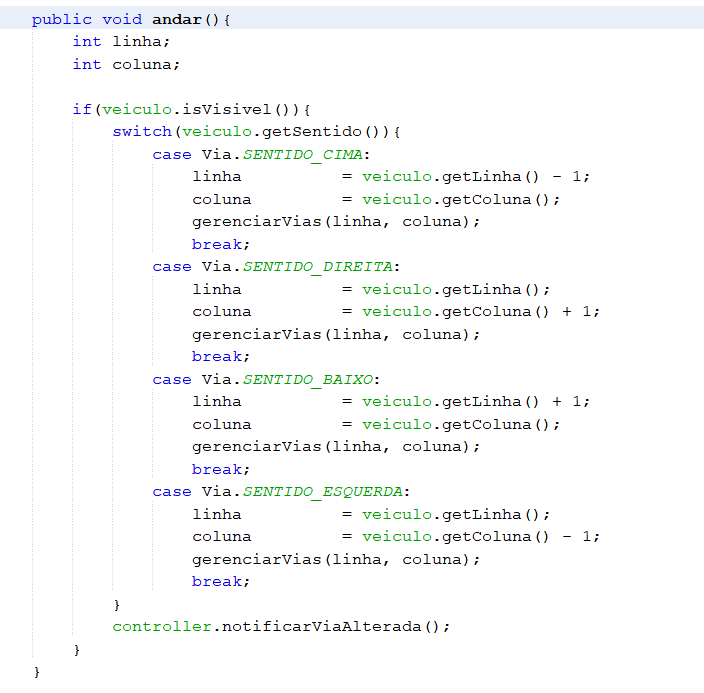 public void andar(){
int linha;
int coluna;
if(veiculo.isVisivel()){
switch(veiculo.getSentido()){
case Via.SENTIDO_CIMA:
linha = veiculo.getLinha() - 1;
coluna = veiculo.getColuna();
gerenciarVias(linha, coluna);
break;
case Via.SENTIDO_DIREITA:
linha = veiculo.getLinha();
coluna = veiculo.getColuna() + 1;
gerenciarVias(linha, coluna);
break;
case Via.SENTIDO_BAIXO:
linha = veiculo.getLinha() + 1;
coluna = veiculo.getColuna();
gerenciarVias(linha, coluna);
break;
case Via.SENTIDO_ESQUERDA:
linha = veiculo.getLinha();
coluna = veiculo.getColuna() - 1;
gerenciarVias(linha, coluna);
break;
}
controller.notificarViaAlterada();
}
}